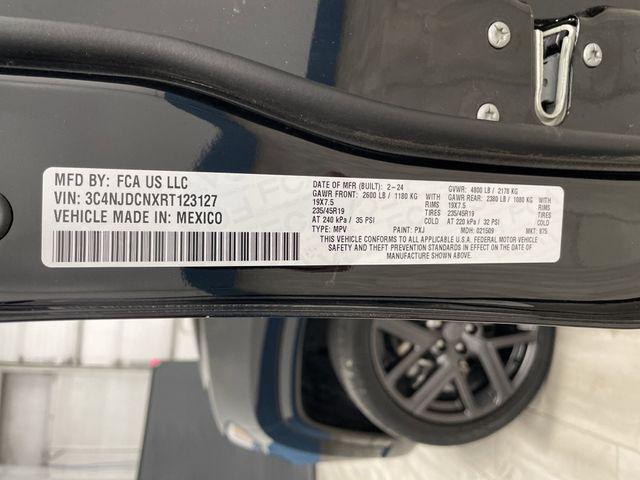 MFD BY: FCA US LLC
VIN: 3C4NJDCNXRT123127
VEHICLE MADE IN: MEXICO
DATE OF MFR (BUILT): 2-24
GAWR FRONT: 2600 LB / 1180 KG
19X7.5 RIMS
235/45R19 TIRES
AT 240 kPa / 35 PSI COLD
TYPE: MPV PAINT: PXJ
GVWR: 4800 LB / 2178 KG
GAWR REAR: 2380 LB / 1080 KG
19X7.5 RIMS
235/45R19 TIRES
AT 220 kPa / 32 PSI COLD
MDH: 021509 MKT: 875
THIS VEHICLE CONFORMS TO ALL APPLICABLE U.S.A. FEDERAL MOTOR VEHICLE
SAFETY AND THEFT PREVENTION STANDARDS IN EFFECT ON THE DATE OF
MANUFACTURE SHOWN ABOVE.